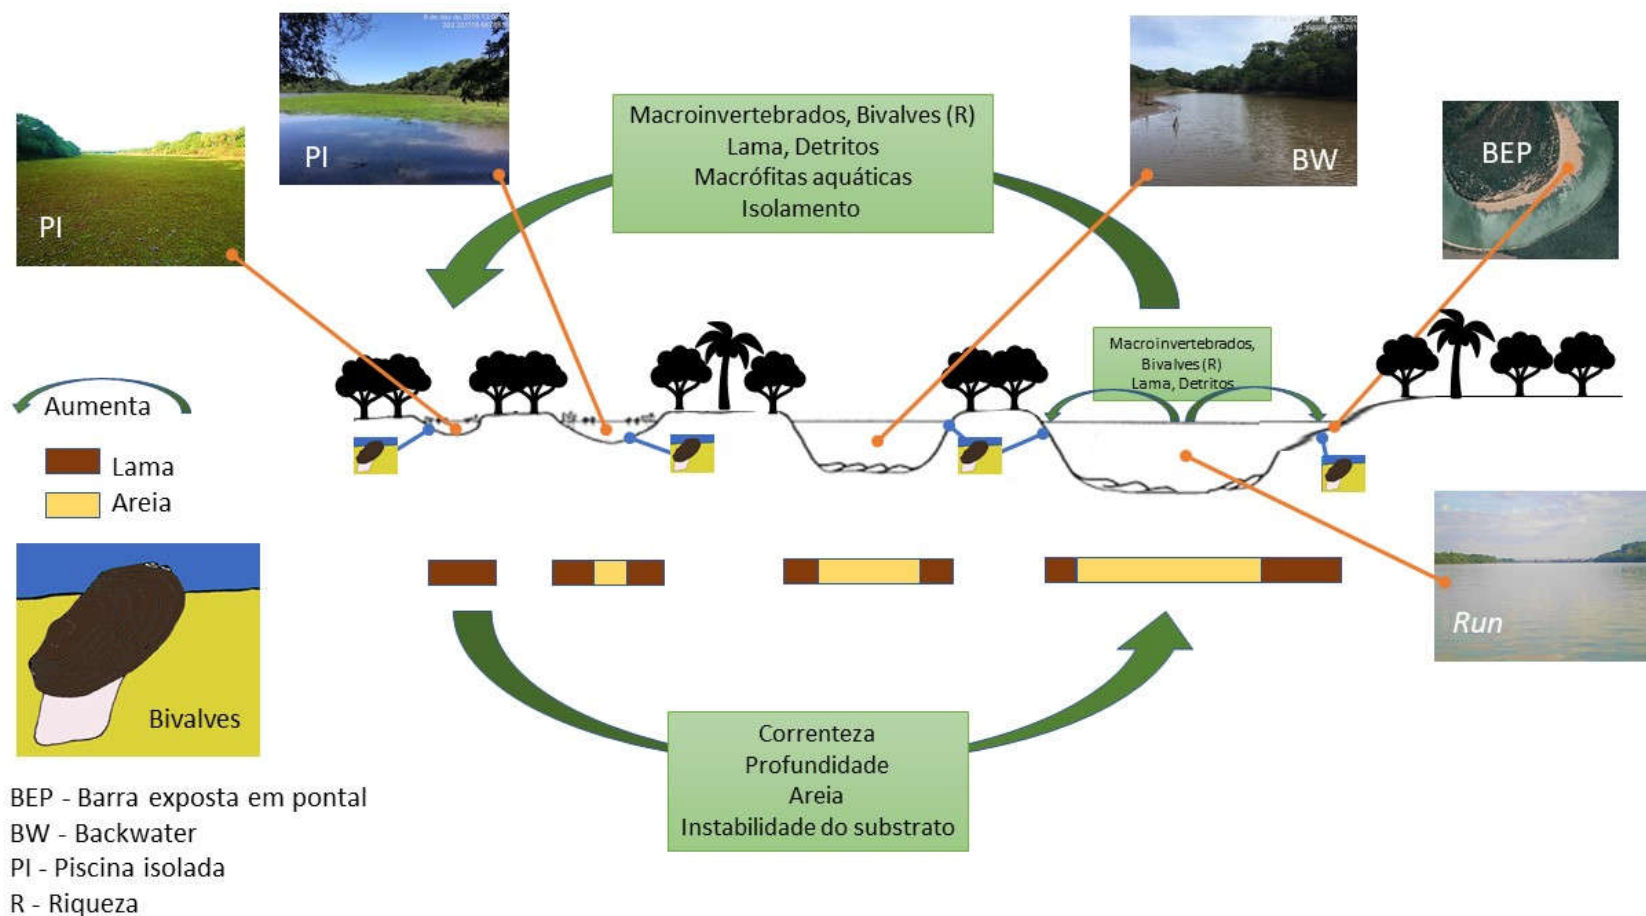 PI
PI
Macroinvertebrados, Bivalves (R)
Lama, Detritos
Macrófitas aquáticas
Isolamento
BW
BEP
Macroinvertebrados,
Bivalves (R)
Lama, Detritos
Aumenta
Lama
Areia
Bivalves
Run
Correnteza
Profundidade
Areia
Instabilidade do substrato
BEP - Barra exposta em pontal
BW - Backwater
PI - Piscina isolada
R - Riqueza